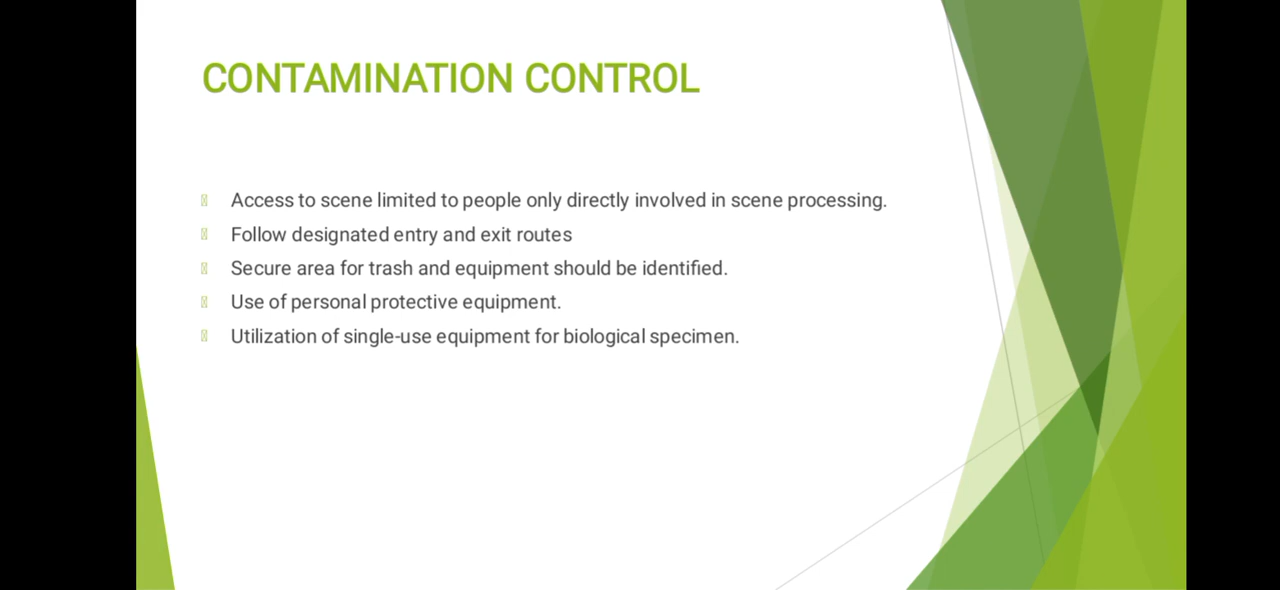 CONTAMINATION CONTROL
Access to scene limited to people only directly involved in scene processing.
Follow designated entry and exit routes
Secure area for trash and equipment should be identified.
Use of personal protective equipment.
Utilization of single-use equipment for biological specimen.